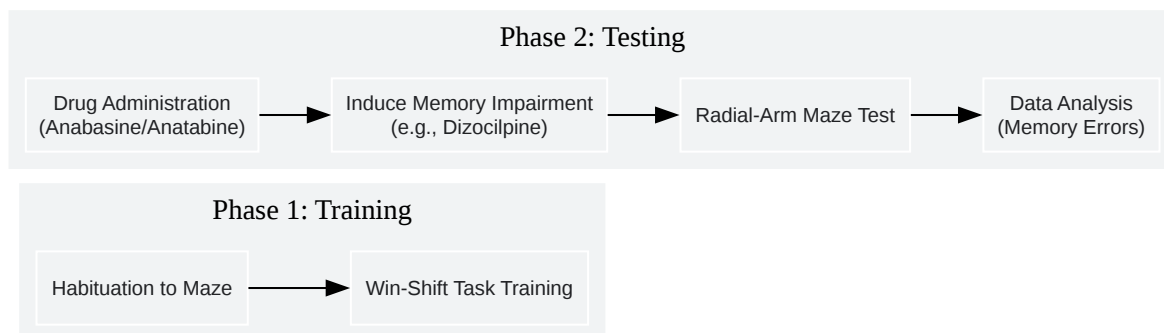 Phase 2: Testing
Drug Administration
(Anabasine/Anatabine)
Induce Memory Impairment
(e.g., Dizocilpine)
Radial-Arm Maze Test
Data Analysis
(Memory Errors)
Phase 1: Training
Habituation to Maze
Win-Shift Task Training